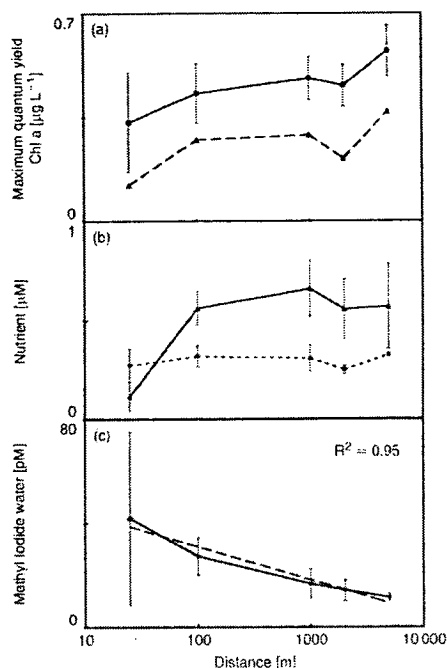 0.7
(a)
Maximum quantum yield
Chl a [µg L⁻¹]
0
1
(b)
Nutrient [µM]
0
80
(c)
R² = 0.95
Methyl Iodide water [pM]
0
10
100
1000
10 000
Distance [m]